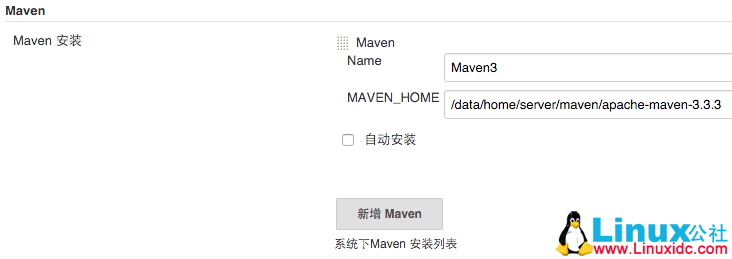 Maven
Maven 安装
Maven
Name
Maven3
MAVEN_HOME
/data/home/server/maven/apache-maven-3.3.3
自动安装
新增 Maven
系统下Maven 安装列表
Linux公社
www.Linuxidc.com